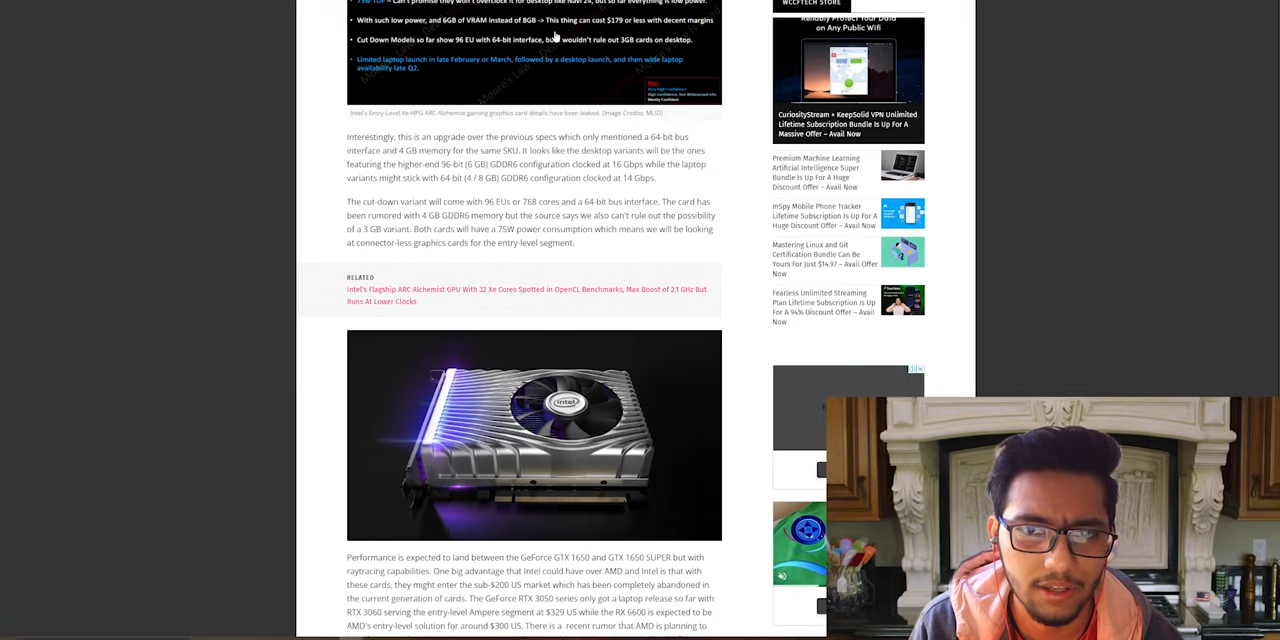 75W TDP – Can't promise they won't overclock it for desktop like Navi 24, but so far everything is low power.
• With such low power, and 6GB of VRAM instead of 8GB -> This thing can cost $179 or less with decent margins
• Cut Down Models so far show 96 EU with 64-bit interface, but wouldn't rule out 3GB cards on desktop.
• Limited laptop launch in late February or March, followed by a desktop launch, and then wide laptop
availability late Q2.
Key:
Very High Confidence
High Confidence, Not Widespread Info
Mostly Confident
Intel's Entry-Level Xe-HPG ARC Alchemist gaming graphics card details have been leaked. (Image Credits: MLID)
Interestingly, this is an upgrade over the previous specs which only mentioned a 64-bit bus
interface and 4 GB memory for the same SKU. It looks like the desktop variants will be the ones
featuring the higher-end 96-bit (6 GB) GDDR6 configuration clocked at 16 Gbps while the laptop
variants might stick with 64-bit (4 / 8 GB) GDDR6 configuration clocked at 14 Gbps.
The cut-down variant will come with 96 EUs or 768 cores and a 64-bit bus interface. The card has
been rumored with 4 GB GDDR6 memory but the source says we also can't rule out the possibility
of a 3 GB variant. Both cards will have a 75W power consumption which means we will be looking
at connector-less graphics cards for the entry-level segment.
RELATED
Intel's Flagship ARC Alchemist GPU With 32 Xe Cores Spotted in OpenCL Benchmarks, Max Boost of 2.1 GHz But
Runs At Lower Clocks
intel
Performance is expected to land between the GeForce GTX 1650 and GTX 1650 SUPER but with
raytracing capabilities. One big advantage that Intel could have over AMD and Intel is that with
these cards, they might enter the sub-$200 US market which has been completely abandoned in
the current generation of cards. The GeForce RTX 3050 series only got a laptop release so far with
RTX 3060 serving the entry-level Ampere segment at $329 US while the RX 6600 is expected to be
AMD's entry-level solution for around $300 US. There is a recent rumor that AMD is planning to
WCCFTECH STORE
Reliably Protect Your Data
on Any Public Wifi
CuriosityStream + KeepSolid VPN Unlimited
Lifetime Subscription Bundle Is Up For A
Massive Offer – Avail Now
Premium Machine Learning
Artificial Intelligence Super
Bundle Is Up For A Huge
Discount Offer – Avail Now
mSpy Mobile Phone Tracker
Lifetime Subscription Is Up For
A Huge Discount Offer – Avail
Now
Mastering Linux and Git
Certification Bundle Can Be
Yours For Just $14.97 – Avail Offer
Now
Fearless Unlimited Streaming
Plan Lifetime Subscription Is Up
For A 94% Discount Offer – Avail
Now